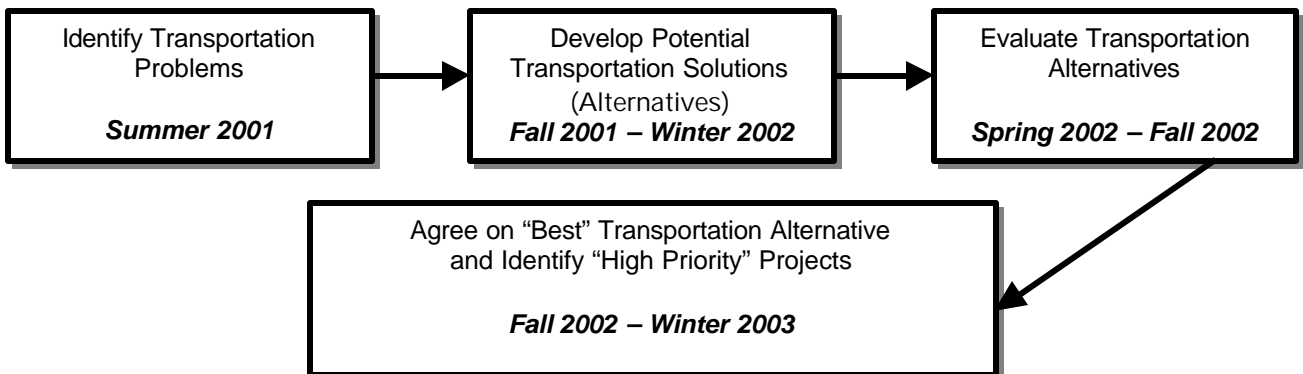 Identify Transportation
Problems
Summer 2001
Develop Potential
Transportation Solutions
(Alternatives)
Fall 2001 – Winter 2002
Evaluate Transportation
Alternatives
Spring 2002 – Fall 2002
Agree on “Best” Transportation Alternative
and Identify “High Priority” Projects
Fall 2002 – Winter 2003